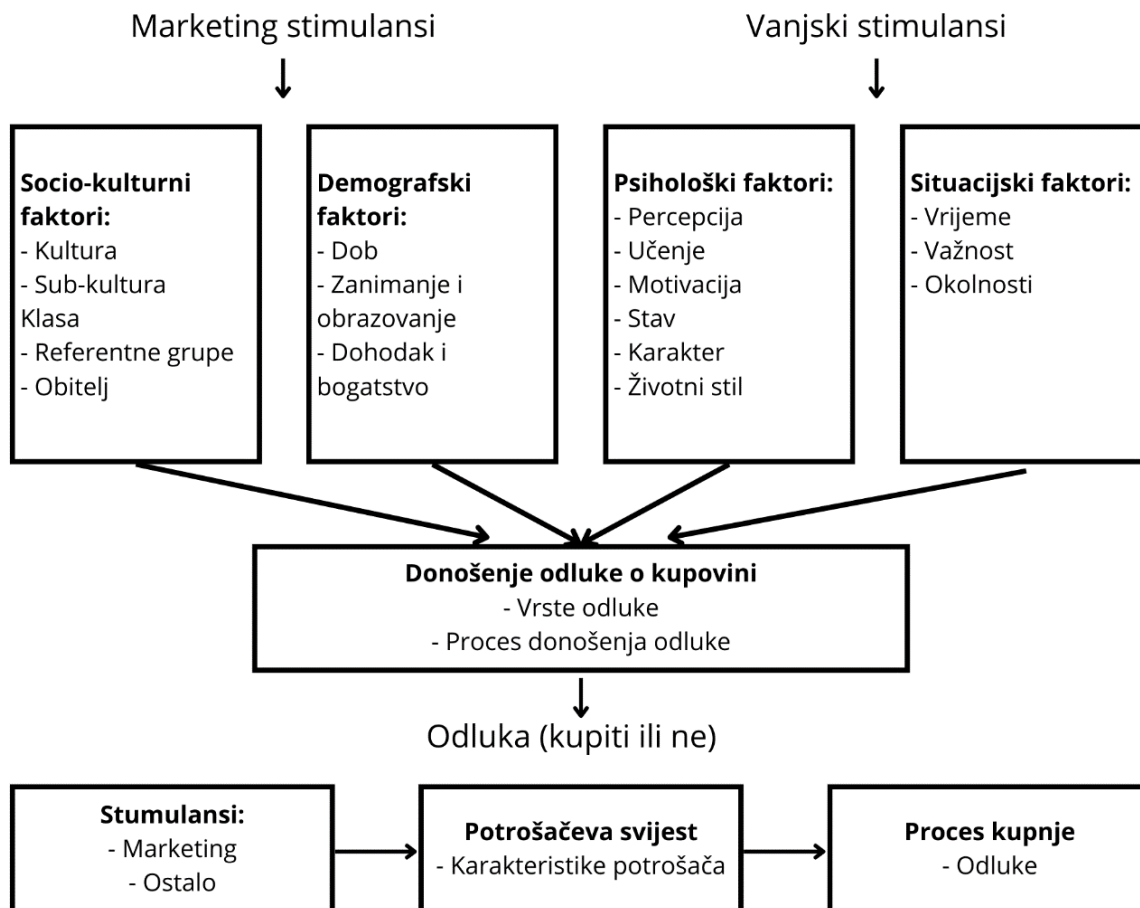 Marketing stimulansi
Vanjski stimulansi
Socio-kulturni
faktori:
- Kultura
- Sub-kultura
Klasa
- Referentne grupe
- Obitelj
Demografski
faktori:
- Dob
- Zanimanje i
obrazovanje
- Dohodak i
bogatstvo
Psihološki faktori:
- Percepcija
- Učenje
- Motivacija
- Stav
- Karakter
- Životni stil
Situacijski faktori:
- Vrijeme
- Važnost
- Okolnosti
Donošenje odluke o kupovini
- Vrste odluke
- Proces donošenja odluke
Odluka (kupiti ili ne)
Stumulansi:
- Marketing
- Ostalo
Potrošačeva svijest
- Karakteristike potrošača
Proces kupnje
- Odluke